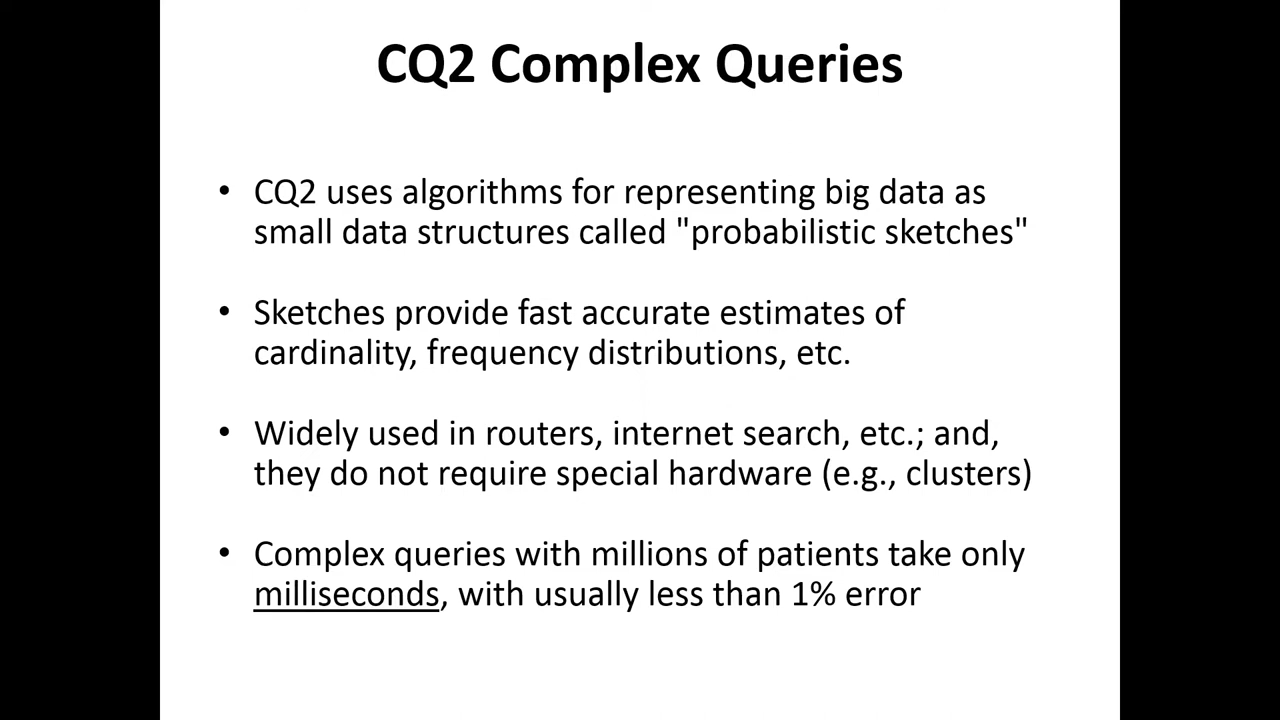 CQ2 Complex Queries
• CQ2 uses algorithms for representing big data as
small data structures called "probabilistic sketches"
• Sketches provide fast accurate estimates of
cardinality, frequency distributions, etc.
• Widely used in routers, internet search, etc.; and,
they do not require special hardware (e.g., clusters)
• Complex queries with millions of patients take only
milliseconds, with usually less than 1% error